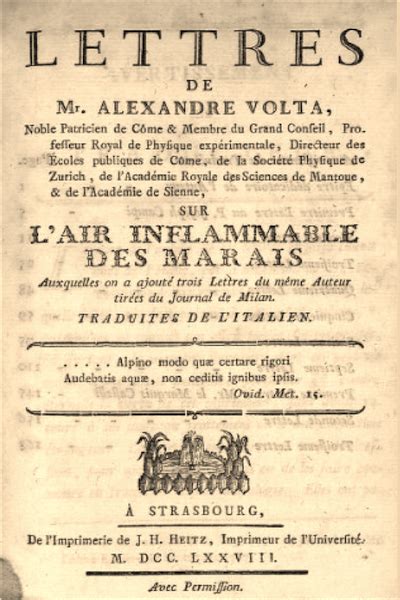 LETTRES
DE
Mr. ALEXANDRE VOLTA,
Noble Patricien de Côme & Membre du Grand Conſeil, Pro-
feſſeur Royal de Phyſique expérimentale, Directeur des
Écoles publiques de Côme, de la Société Phyſique de
Zurich, de l'Académie Royale des Sciences de Mantoue,
& de l'Académie de Sienne,
SUR
L'AIR INFLAMMABLE
DES MARAIS
Auxquelles on a ajouté trois Lettres du même Auteur
tirées du Journal de Milan.
TRADUITES DE L'ITALIEN.
. . . . . Alpino modo quæ certare rigori
Audebatis aquæ, non ceditis ignibus ipſis.
Ovid. Met. 15.
À STRASBOURG,
De l'Imprimerie de J. H. HEITZ, Imprimeur de l'Univerſité.
M. DCC. LXXVIII.
Avec Permiſſion.